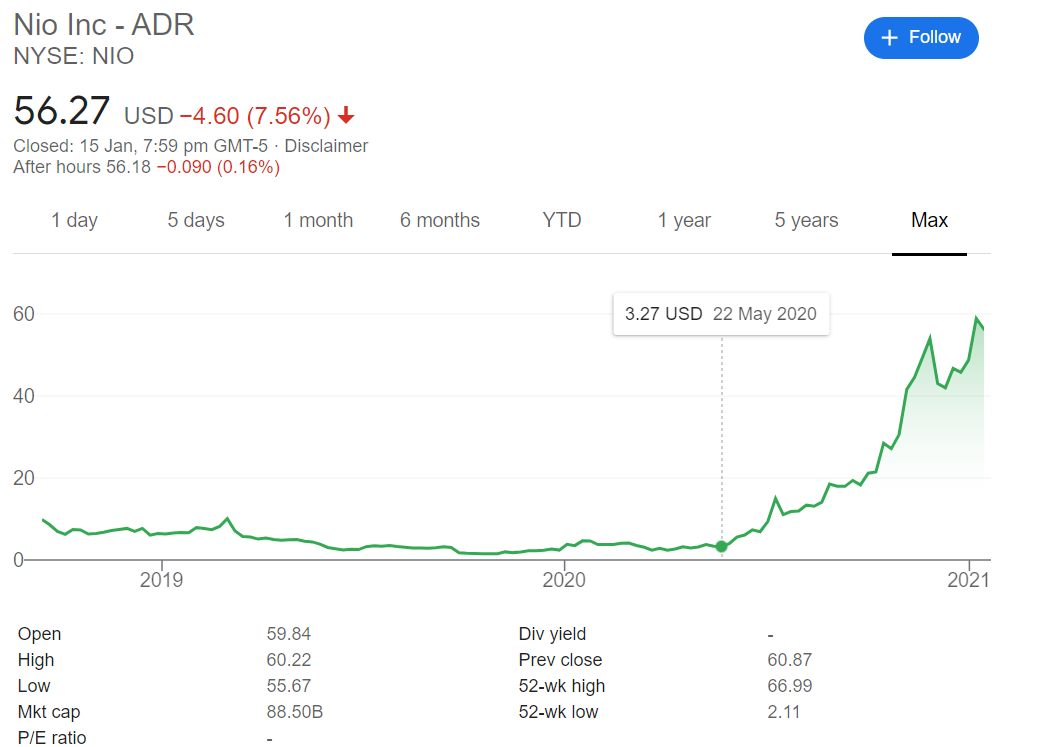 Nio Inc - ADR
NYSE: NIO
+ Follow
56.27 USD −4.60 (7.56%)
Closed: 15 Jan, 7:59 pm GMT-5 · Disclaimer
After hours 56.18 −0.090 (0.16%)
1 day 5 days 1 month 6 months YTD 1 year 5 years Max
3.27 USD 22 May 2020
60
40
20
0
2019 2020 2021
Open 59.84 Div yield -
High 60.22 Prev close 60.87
Low 55.67 52-wk high 66.99
Mkt cap 88.50B 52-wk low 2.11
P/E ratio -